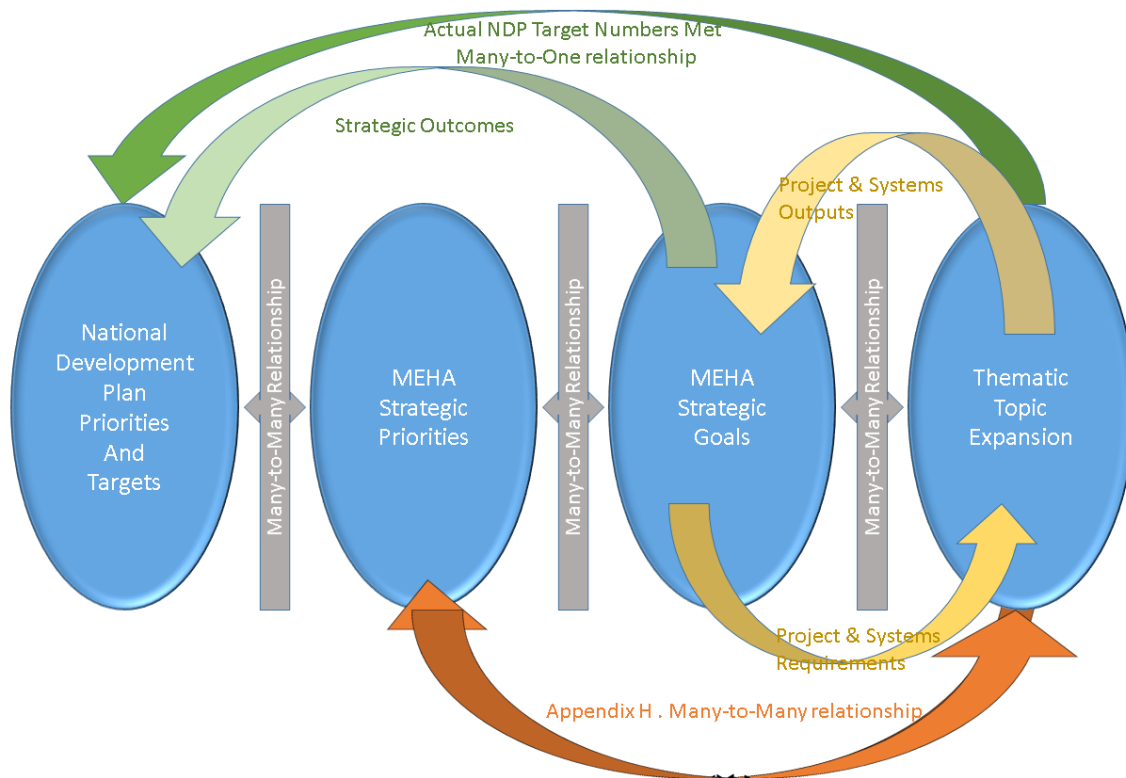 Actual NDP Target Numbers Met
Many-to-One relationship
Strategic Outcomes
Project & Systems
Outputs
National
Development
Plan
Priorities
And
Targets
Many-to-Many Relationship
MEHA
Strategic
Priorities
Many-to-Many Relationship
MEHA
Strategic
Goals
Many-to-Many Relationship
Thematic
Topic
Expansion
Project & Systems
Requirements
Appendix H . Many-to-Many relationship